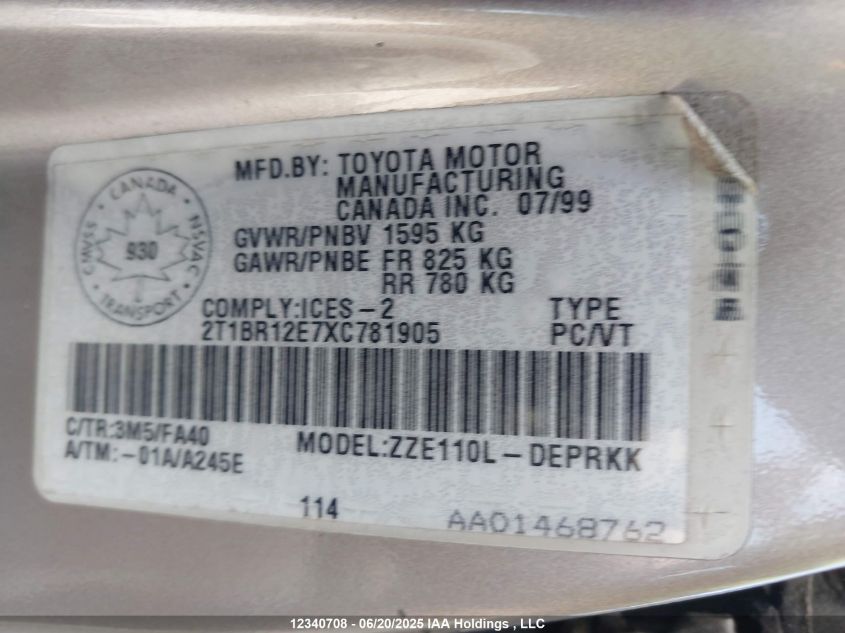 MFD.BY: TOYOTA MOTOR
MANUFACTURING
CANADA INC. 07/99
CANADA
CMVSS
NSVAC
930
TRANSPORT
GVWR/PNBV 1595 KG
GAWR/PNBE FR 825 KG
RR 780 KG
COMPLY:ICES-2 TYPE
2T1BR12E7XC781905 PC/VT
C/TR:3M5/FA40
A/TM:-01A/A245E
MODEL:ZZE110L-DEPRKK
114
AA01468762
12340708 - 06/20/2025 IAA Holdings , LLC